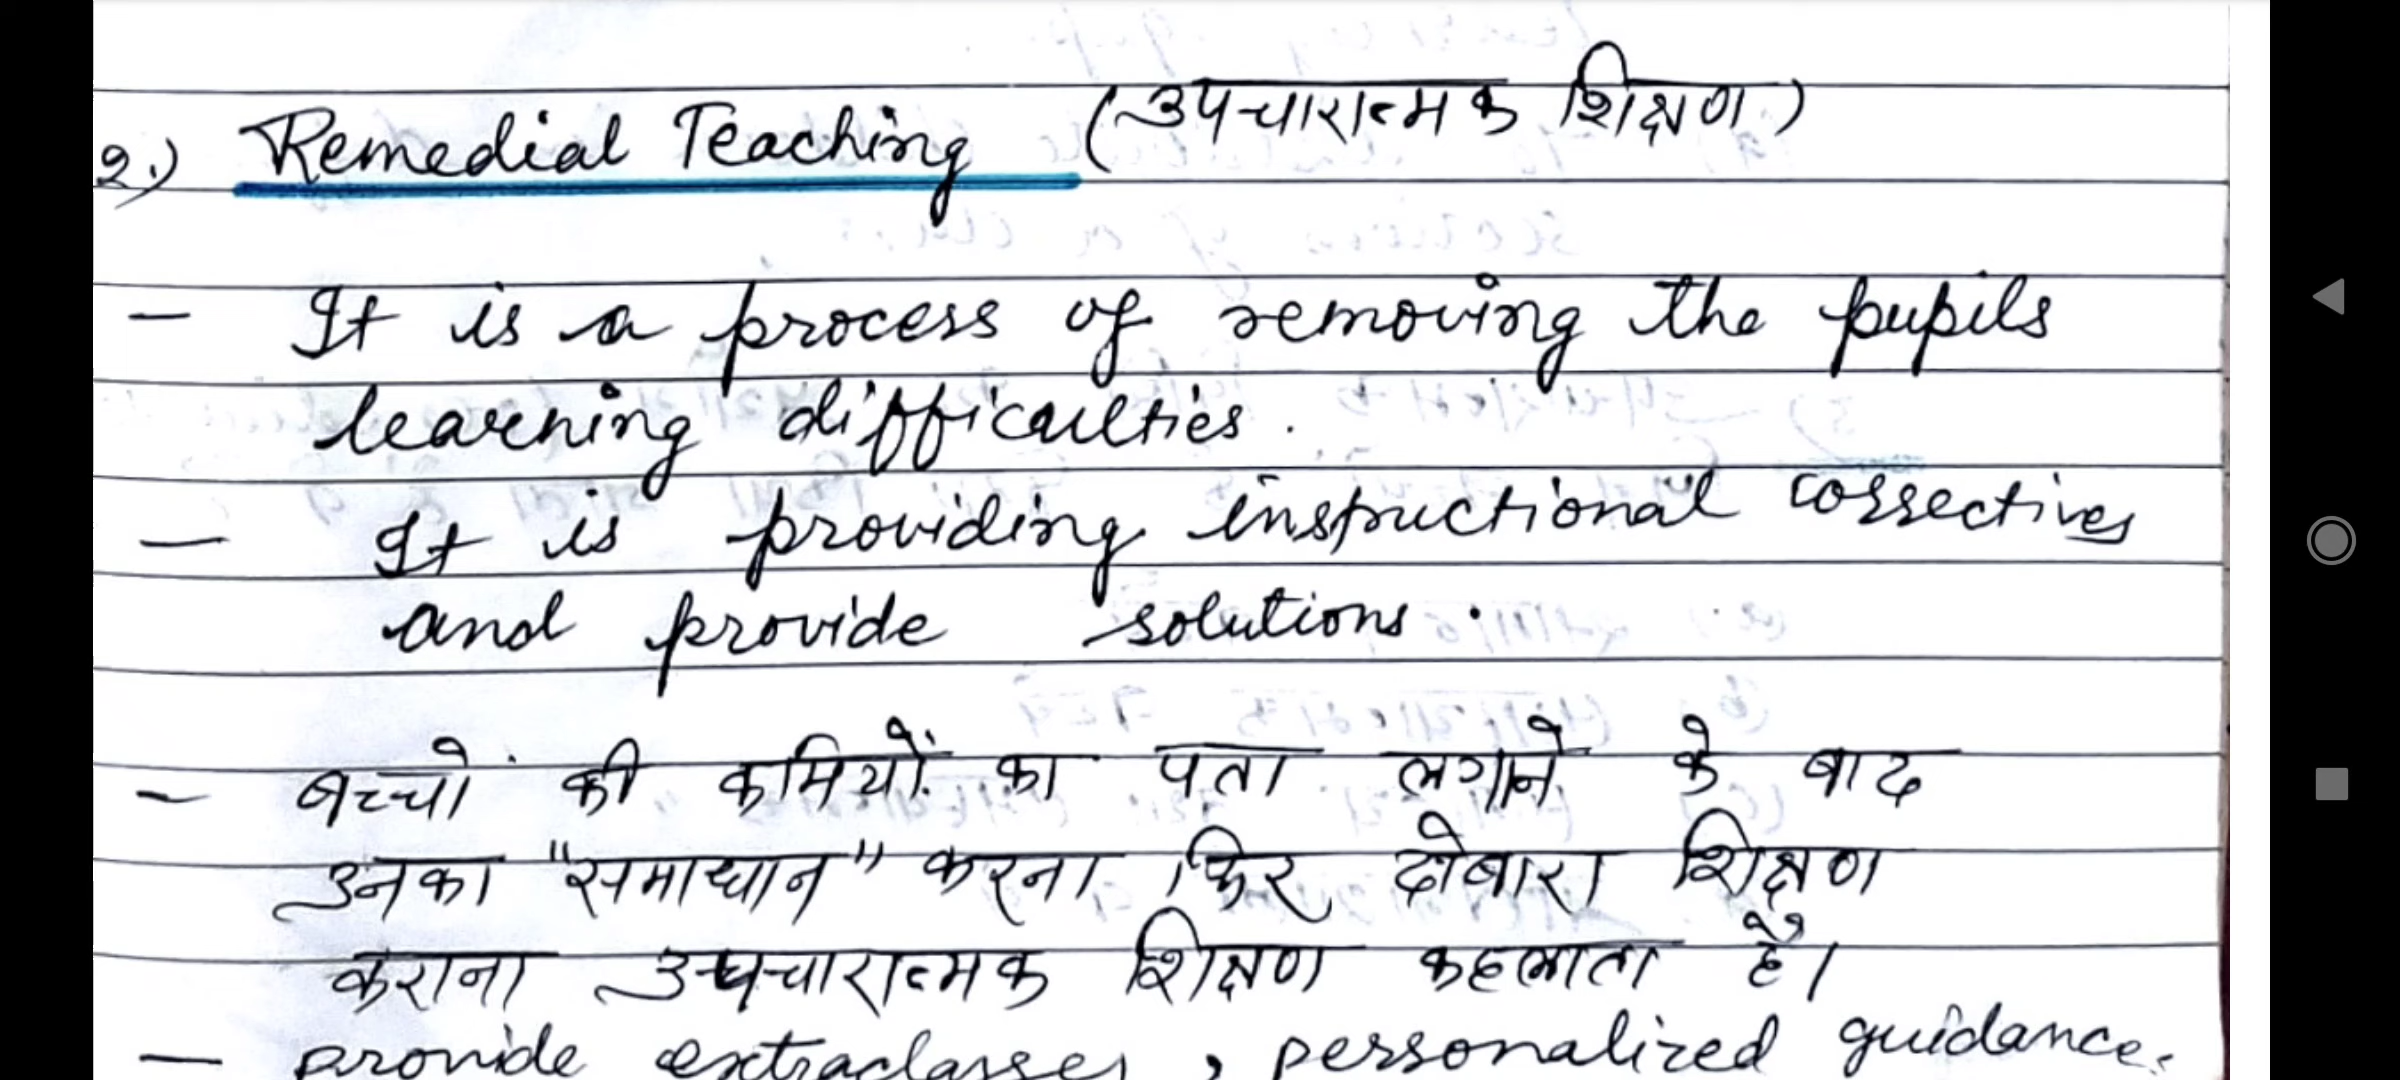 2.) Remedial Teaching (उपचारात्मक शिक्षण)
— It is a process of removing the pupils
learning difficulties.
— It is providing instructional correctives
and provide solutions.
— बच्चो की कमियों का पता लगाने के बाद
उनका "समाधान" करना फिर दोबारा शिक्षण
कराना उपचारात्मक शिक्षण कहलाता है।
— provide extraclasses, personalized guidance.